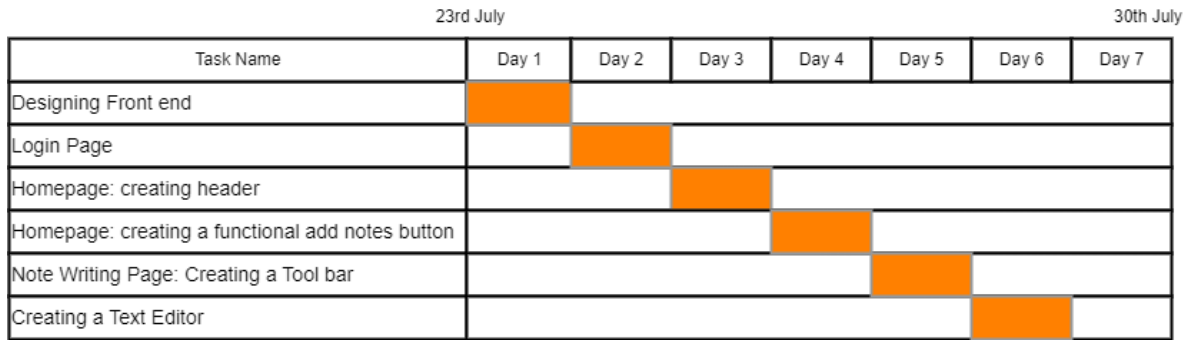 23rd July 30th July
Task Name Day 1 Day 2 Day 3 Day 4 Day 5 Day 6 Day 7
Designing Front end
Login Page
Homepage: creating header
Homepage: creating a functional add notes button
Note Writing Page: Creating a Tool bar
Creating a Text Editor